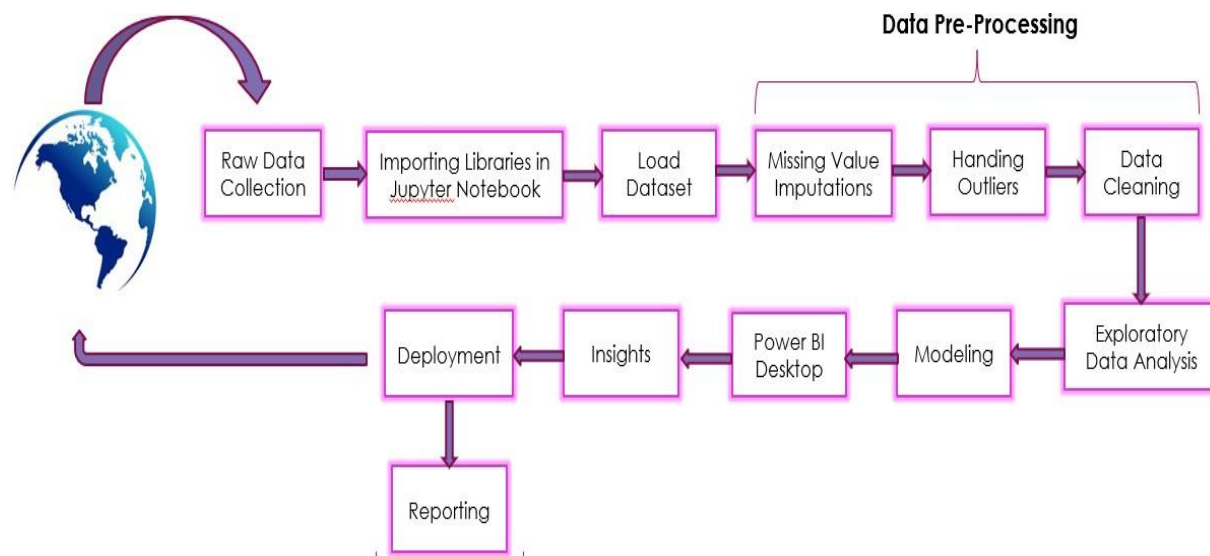 Data Pre-Processing
Raw Data
Collection
Importing Libraries in
Jupyter Notebook
Load
Dataset
Missing Value
Imputations
Handing
Outliers
Data
Cleaning
Exploratory
Data Analysis
Modeling
Power BI
Desktop
Insights
Deployment
Reporting